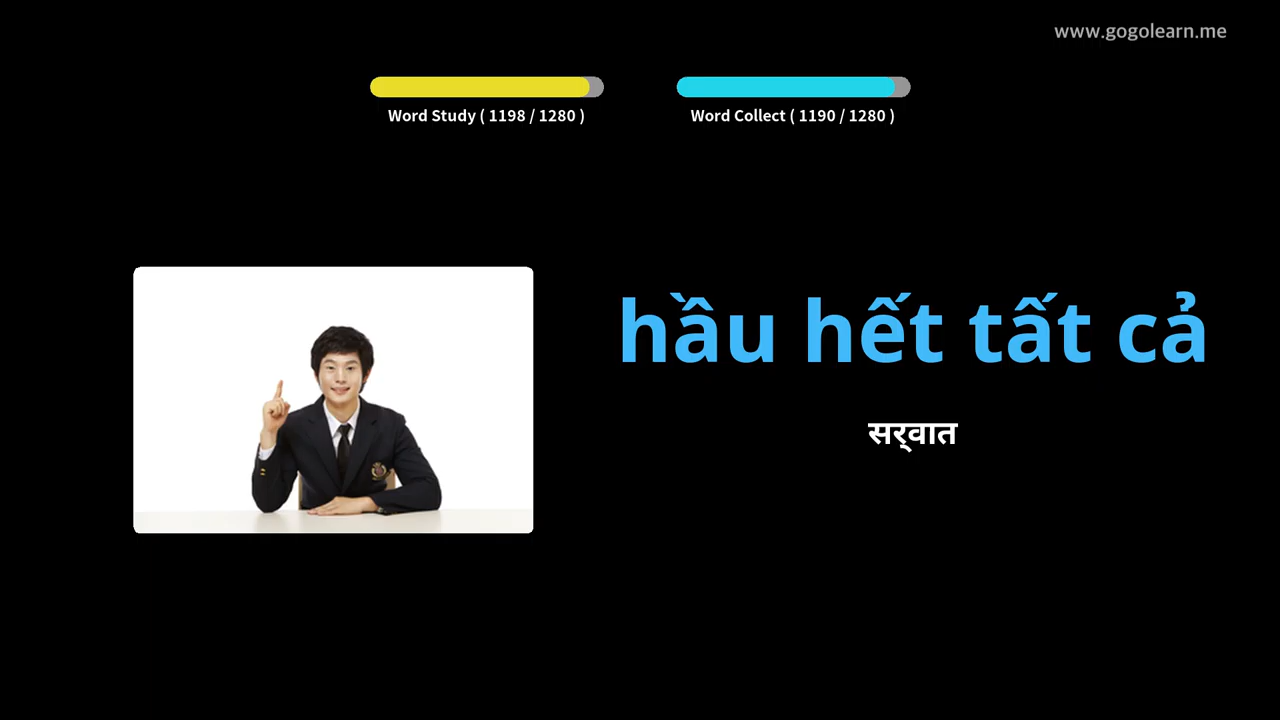 www.gogolearn.me
Word Study ( 1198 / 1280 )
Word Collect ( 1190 / 1280 )
hầu hết tất cả
सर्‍वात